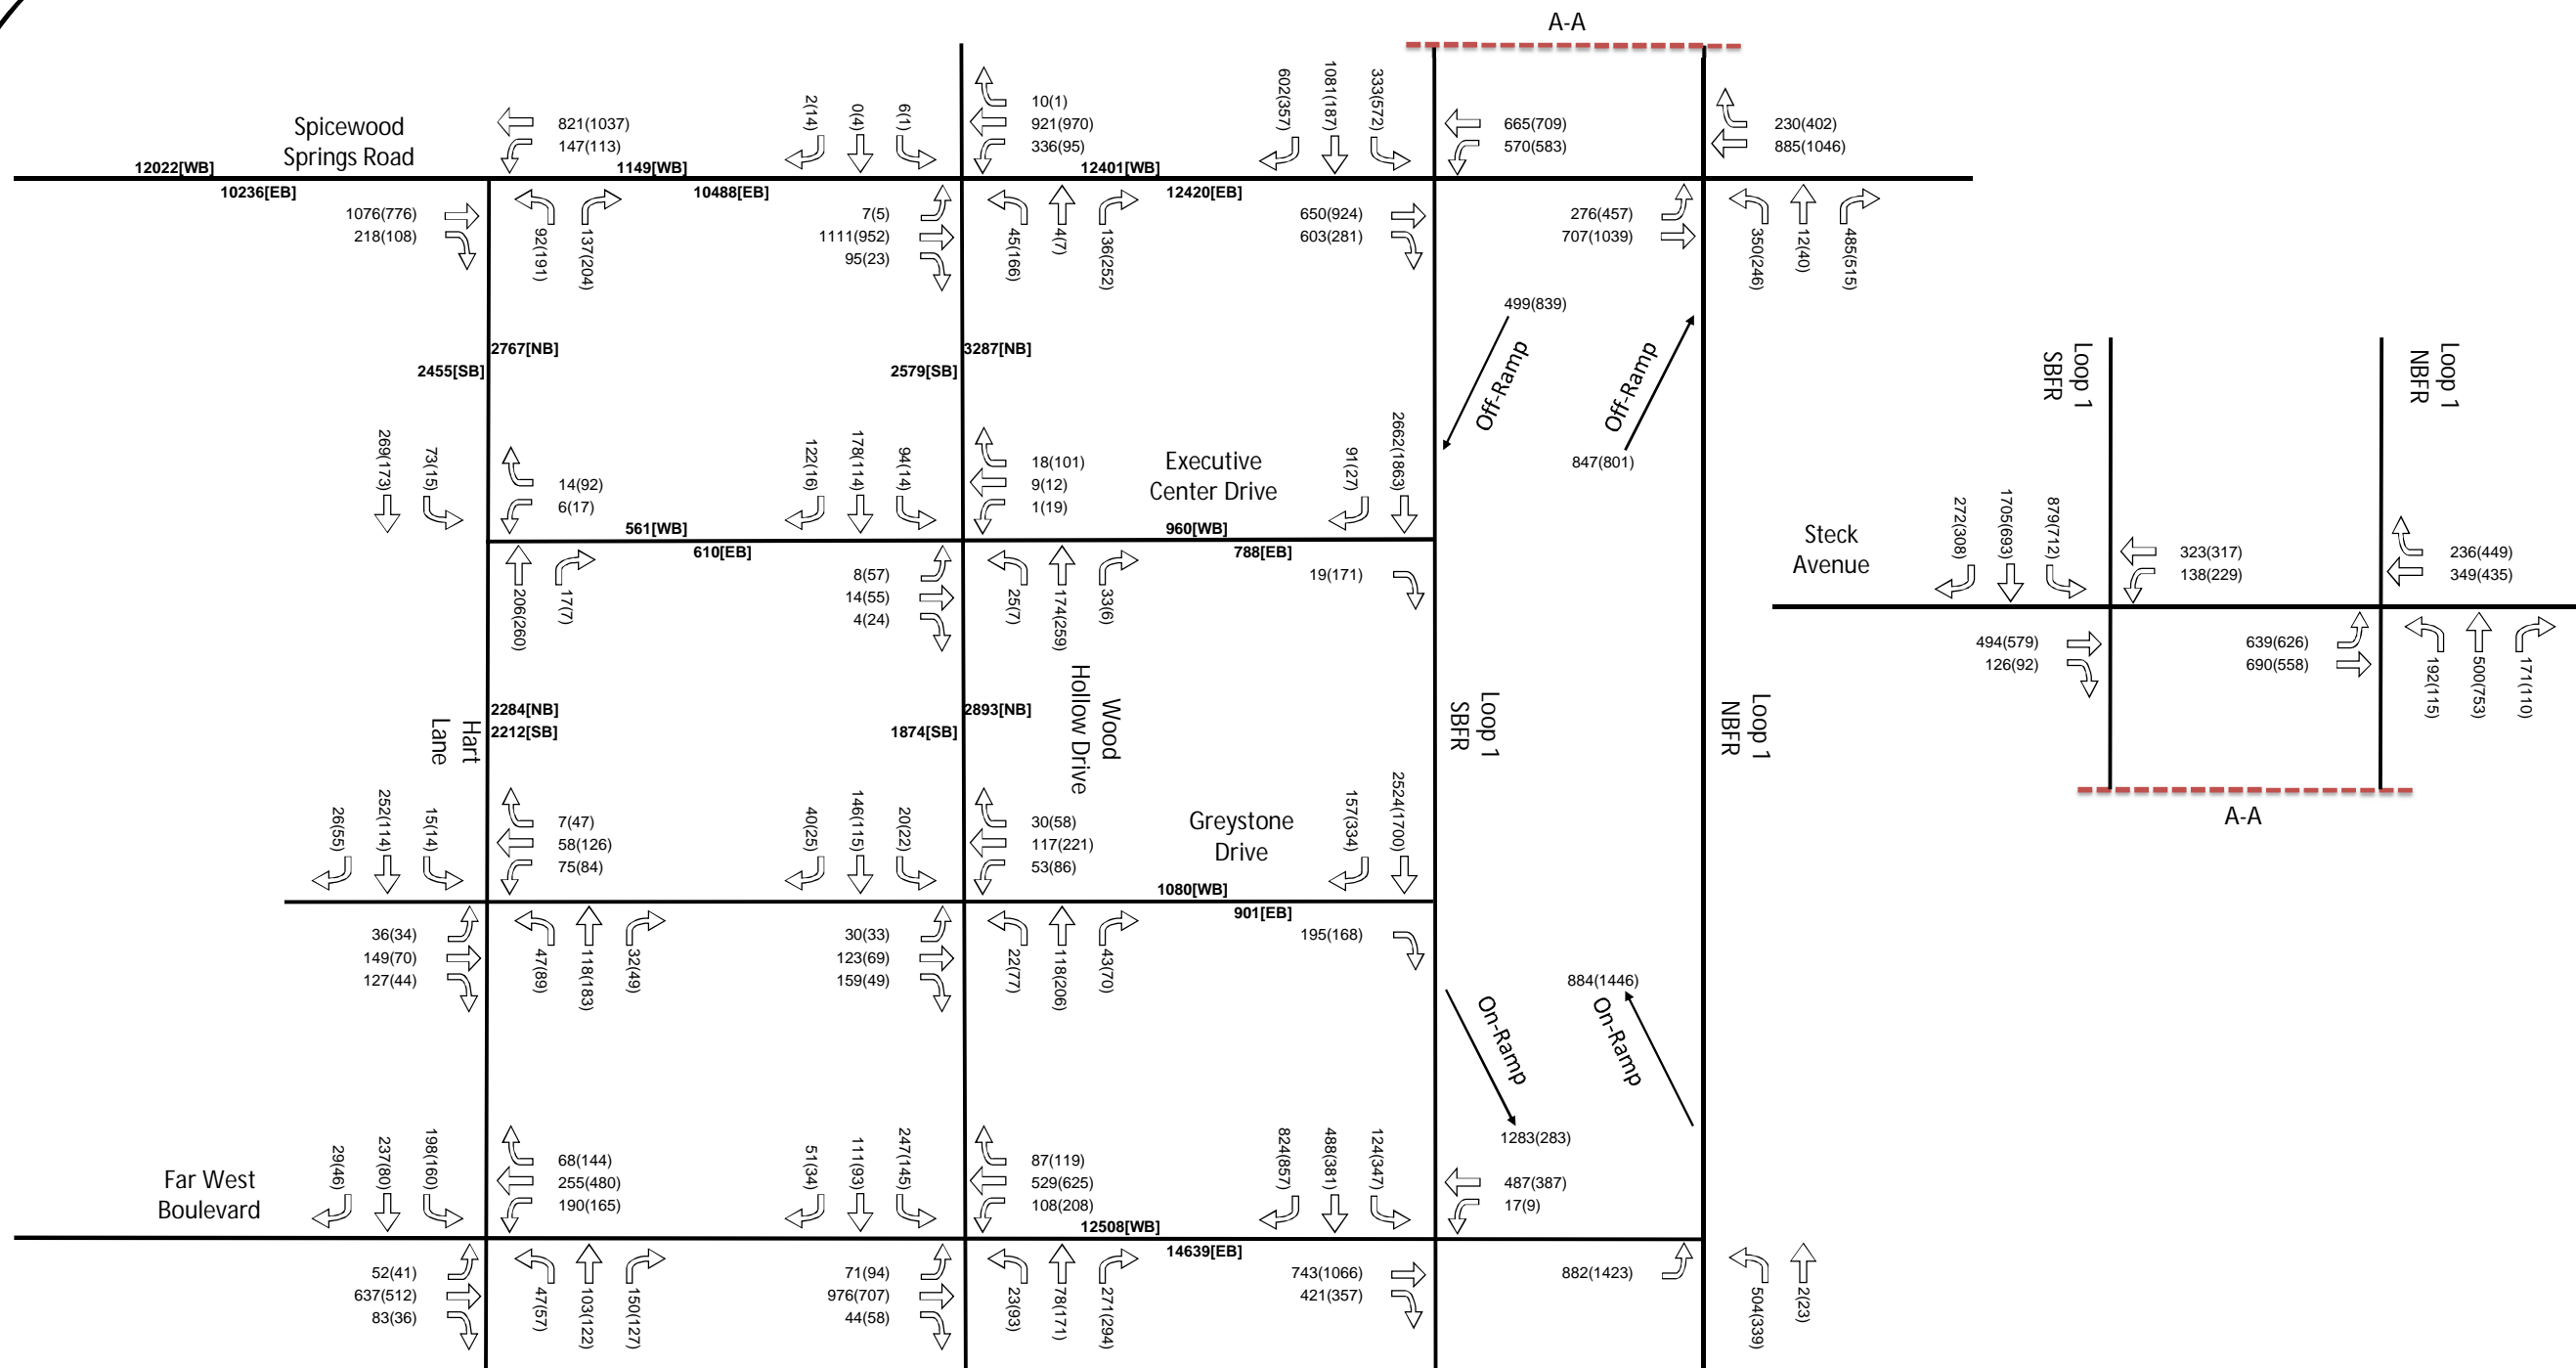 A-A
Spicewood
Springs Road
12022[WB]
10236[EB]
821(1037)
147(113)
1149[WB]
10488[EB]
1076(776)
218(108)
92(191)
137(204)
2(14)
0(4)
6(1)
10(1)
921(970)
336(95)
12401[WB]
12420[EB]
7(5)
1111(952)
95(23)
45(166)
4(7)
136(252)
602(357)
1081(187)
333(572)
665(709)
570(583)
650(924)
603(281)
230(402)
885(1046)
276(457)
707(1039)
350(246)
12(40)
485(515)
499(839)
Off-Ramp
Off-Ramp
847(801)
2767[NB]
2455[SB]
3287[NB]
2579[SB]
269(173)
73(15)
14(92)
6(17)
561[WB]
610[EB]
206(260)
17(7)
122(16)
178(114)
94(14)
18(101)
9(12)
1(19)
Executive
Center Drive
960[WB]
788[EB]
8(57)
14(55)
4(24)
25(7)
174(259)
33(6)
91(27)
2662(1863)
19(171)
Loop 1
SBFR
Loop 1
NBFR
Steck
Avenue
272(308)
1705(693)
879(712)
323(317)
138(229)
236(449)
349(435)
494(579)
126(92)
639(626)
690(558)
192(115)
500(753)
171(110)
A-A
Hart
Lane
2284[NB]
2212[SB]
2893[NB]
1874[SB]
Wood
Hollow Drive
Loop 1
SBFR
Loop 1
NBFR
26(55)
252(114)
15(14)
7(47)
58(126)
75(84)
36(34)
149(70)
127(44)
47(89)
118(183)
32(49)
40(25)
146(115)
20(22)
30(58)
117(221)
53(86)
Greystone
Drive
1080[WB]
901[EB]
30(33)
123(69)
159(49)
22(77)
118(206)
43(70)
157(334)
2524(1700)
195(168)
884(1446)
On-Ramp
On-Ramp
1283(283)
Far West
Boulevard
29(46)
237(80)
198(160)
68(144)
255(480)
190(165)
52(41)
637(512)
83(36)
47(57)
103(122)
150(127)
51(34)
111(93)
247(145)
87(119)
529(625)
108(208)
12508[WB]
14639[EB]
71(94)
976(707)
44(58)
23(93)
78(171)
271(294)
824(857)
488(381)
124(347)
487(387)
17(9)
743(1066)
421(357)
882(1423)
504(339)
2(23)